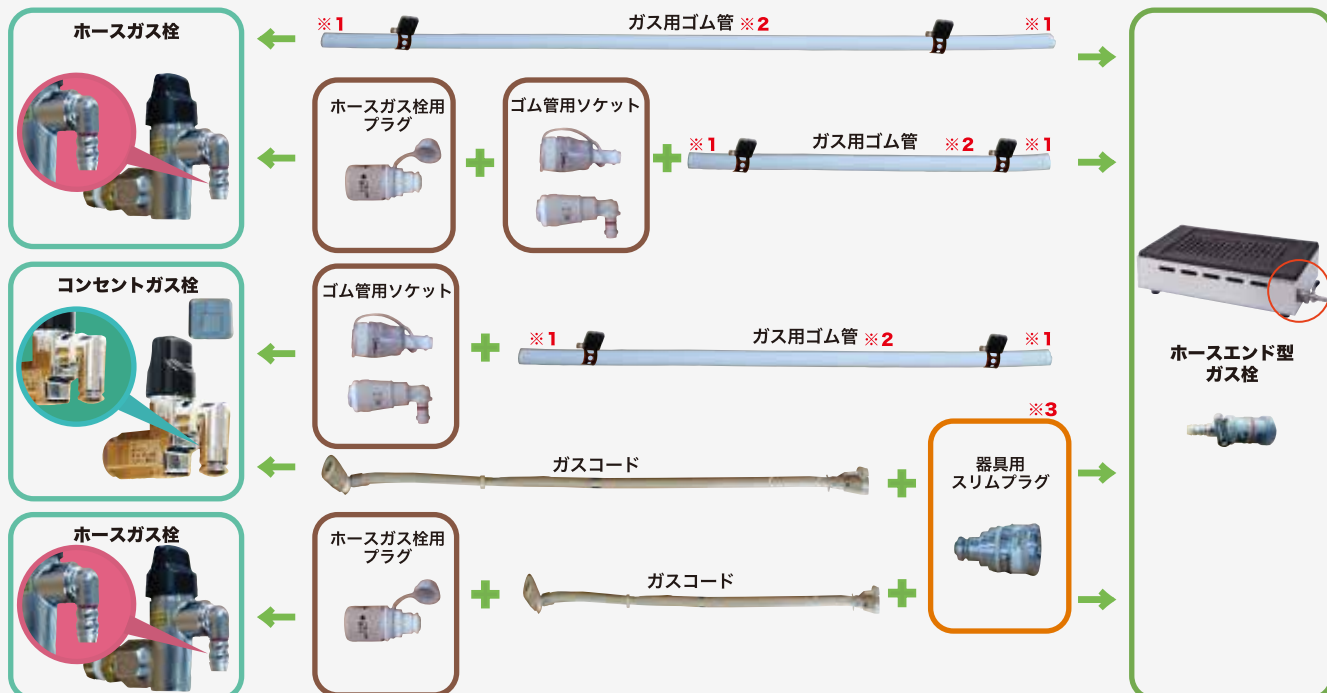 ホースガス栓
※1
ガス用ゴム管 ※2
※1
ホースガス栓用
プラグ
ゴム管用ソケット
※1
ガス用ゴム管
※2
※1
コンセントガス栓
ゴム管用ソケット
※1
ガス用ゴム管 ※2
※1
ガスコード
※3
器具用
スリムプラグ
ホースガス栓
ホースガス栓用
プラグ
ガスコード
ホースエンド型
ガス栓